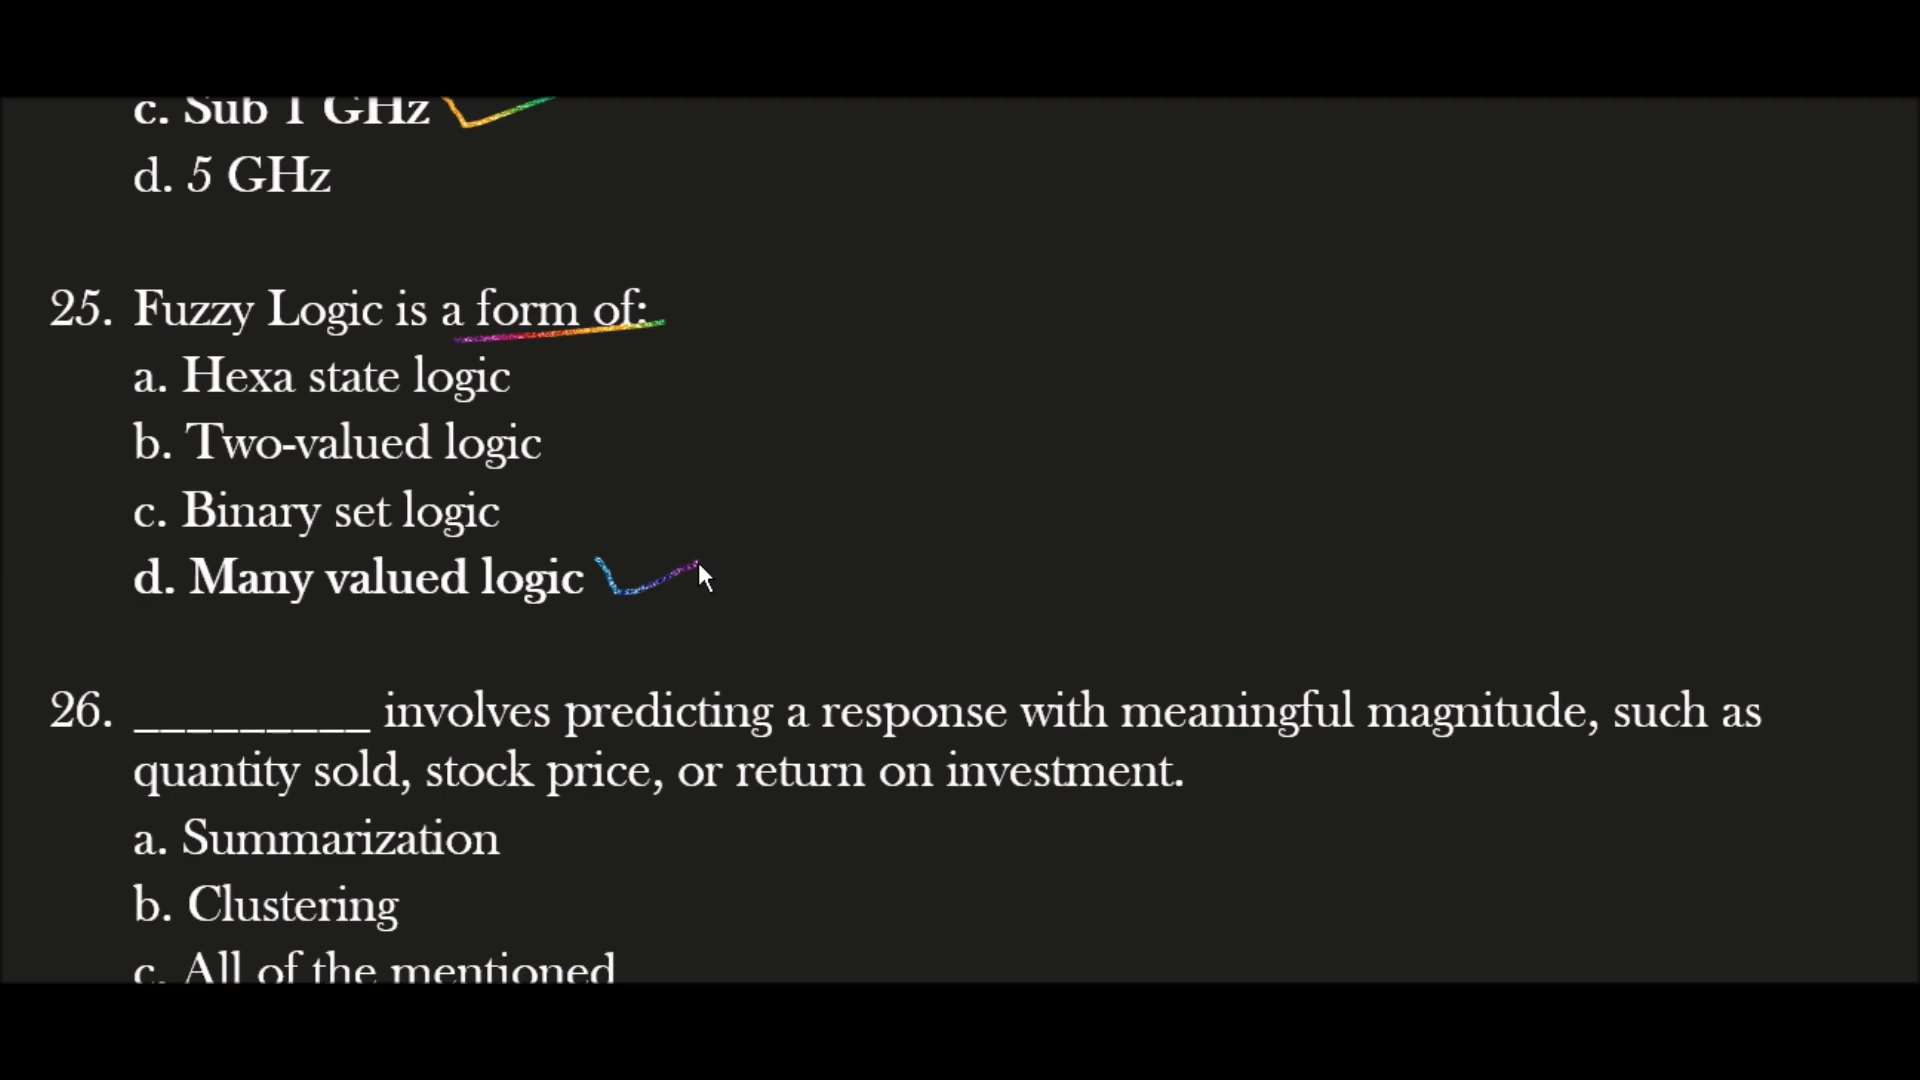 c. Sub 1 GHz
d. 5 GHz
25. Fuzzy Logic is a form of:
a. Hexa state logic
b. Two-valued logic
c. Binary set logic
d. Many valued logic
26. _________ involves predicting a response with meaningful magnitude, such as
quantity sold, stock price, or return on investment.
a. Summarization
b. Clustering
c. All of the mentioned